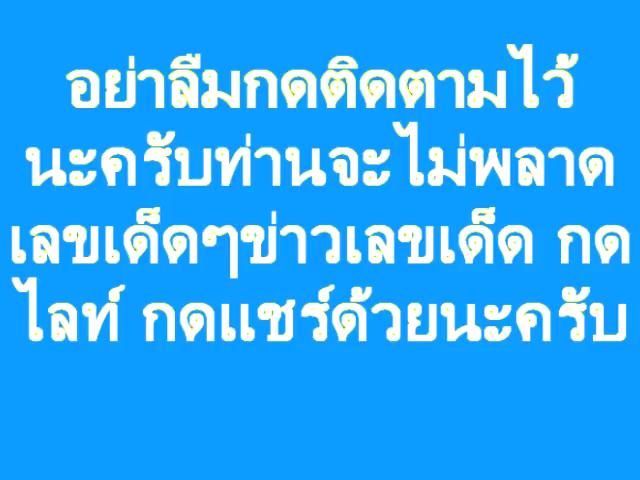 อย่าลืมกดติดตามไว้
นะครับท่านจะไม่พลาด
เลขเด็ดๆข่าวเลขเด็ด กด
ไลท์ กดแชร์ด้วยนะครับ